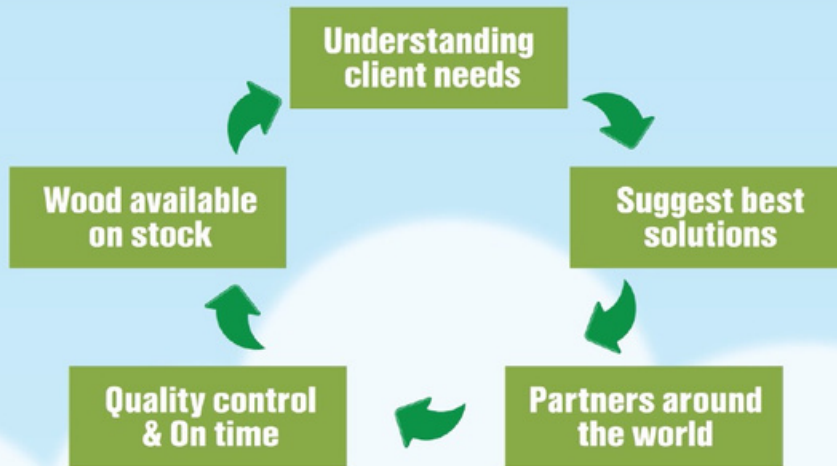 Understanding
client needs
Suggest best
solutions
Partners around
the world
Quality control
& On time
Wood available
on stock